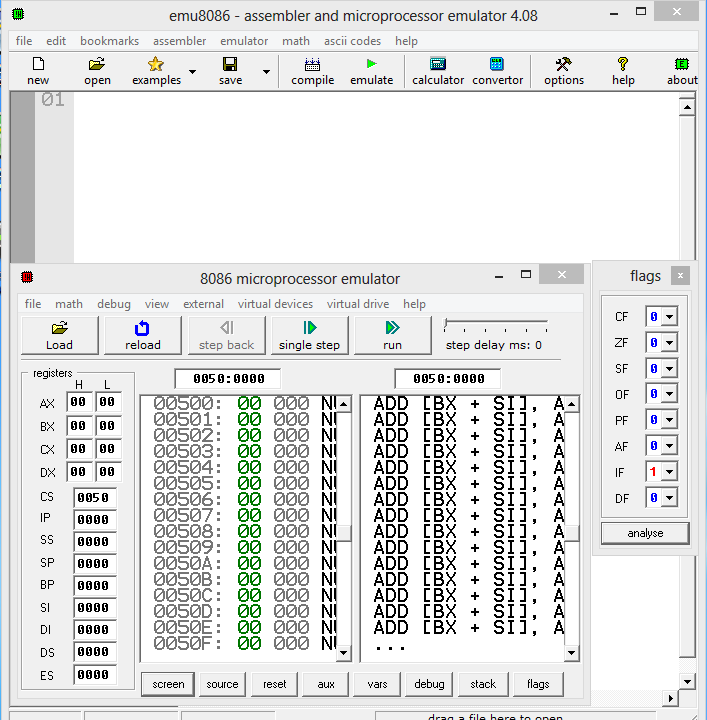 emu8086 - assembler and microprocessor emulator 4.08
file edit bookmarks assembler emulator math ascii codes help
new open examples save compile emulate calculator convertor options help about
01
8086 microprocessor emulator
file math debug view external virtual devices virtual drive help
Load reload step back single step run step delay ms: 0
registers
H L
AX 00 00
BX 00 00
CX 00 00
DX 00 00
CS 0050
IP 0000
SS 0000
SP 0000
BP 0000
SI 0000
DI 0000
DS 0000
ES 0000
0050:0000 0050:0000
00500: 00 000 NU ADD [BX + SI], A
00501: 00 000 NU ADD [BX + SI], A
00502: 00 000 NU ADD [BX + SI], A
00503: 00 000 NU ADD [BX + SI], A
00504: 00 000 NU ADD [BX + SI], A
00505: 00 000 NU ADD [BX + SI], A
00506: 00 000 NU ADD [BX + SI], A
00507: 00 000 NU ADD [BX + SI], A
00508: 00 000 NU ADD [BX + SI], A
00509: 00 000 NU ADD [BX + SI], A
0050A: 00 000 NU ADD [BX + SI], A
0050B: 00 000 NU ADD [BX + SI], A
0050C: 00 000 NU ADD [BX + SI], A
0050D: 00 000 NU ADD [BX + SI], A
0050E: 00 000 NU ADD [BX + SI], A
0050F: 00 000 NU ...
screen source reset aux vars debug stack flags
flags
CF 0
ZF 0
SF 0
OF 0
PF 0
AF 0
IF 1
DF 0
analyse
drag a file here to open